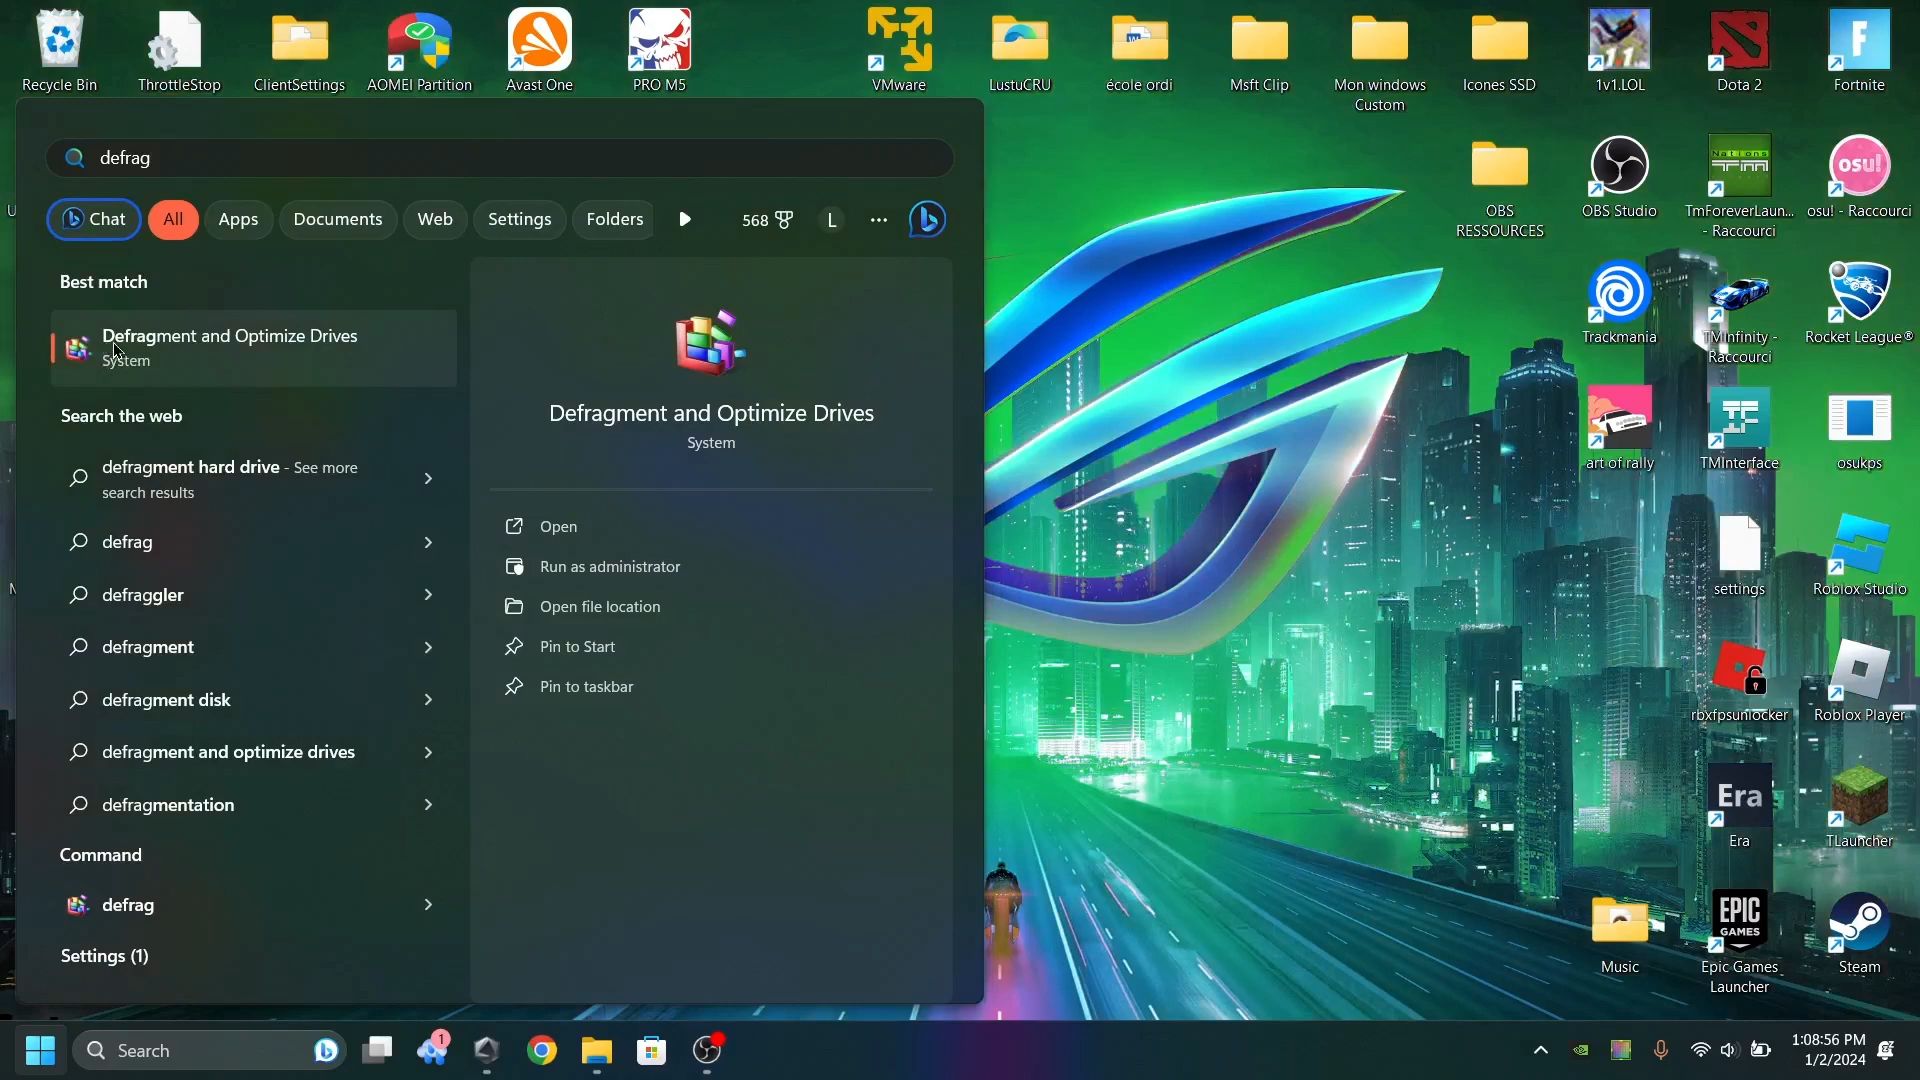 Recycle Bin
ThrottleStop
ClientSettings
AOMEI Partition
Avast One
PRO M5
VMware
LustuCRU
école ordi
Msft Clip
Mon windows
Custom
Icones SSD
1v1.LOL
Dota 2
Fortnite
defrag
Chat
All
Apps
Documents
Web
Settings
Folders
568
L
Best match
Defragment and Optimize Drives
System
Search the web
defragment hard drive - See more
search results
defrag
defraggler
defragment
defragment disk
defragment and optimize drives
defragmentation
Command
defrag
Settings (1)
Defragment and Optimize Drives
System
Open
Run as administrator
Open file location
Pin to Start
Pin to taskbar
OBS
RESSOURCES
OBS Studio
Nations
TmForeverLaun...
- Raccourci
osu!
osu! - Raccourci
Trackmania
TMInfinity -
Raccourci
Rocket League®
art of rally
TMInterface
osukps
settings
Roblox Studio
rbxfpsunlocker
Roblox Player
Era
Era
TLauncher
Music
EPIC
GAMES
Epic Games
Launcher
Steam
Search
1
1:08:56 PM
1/2/2024